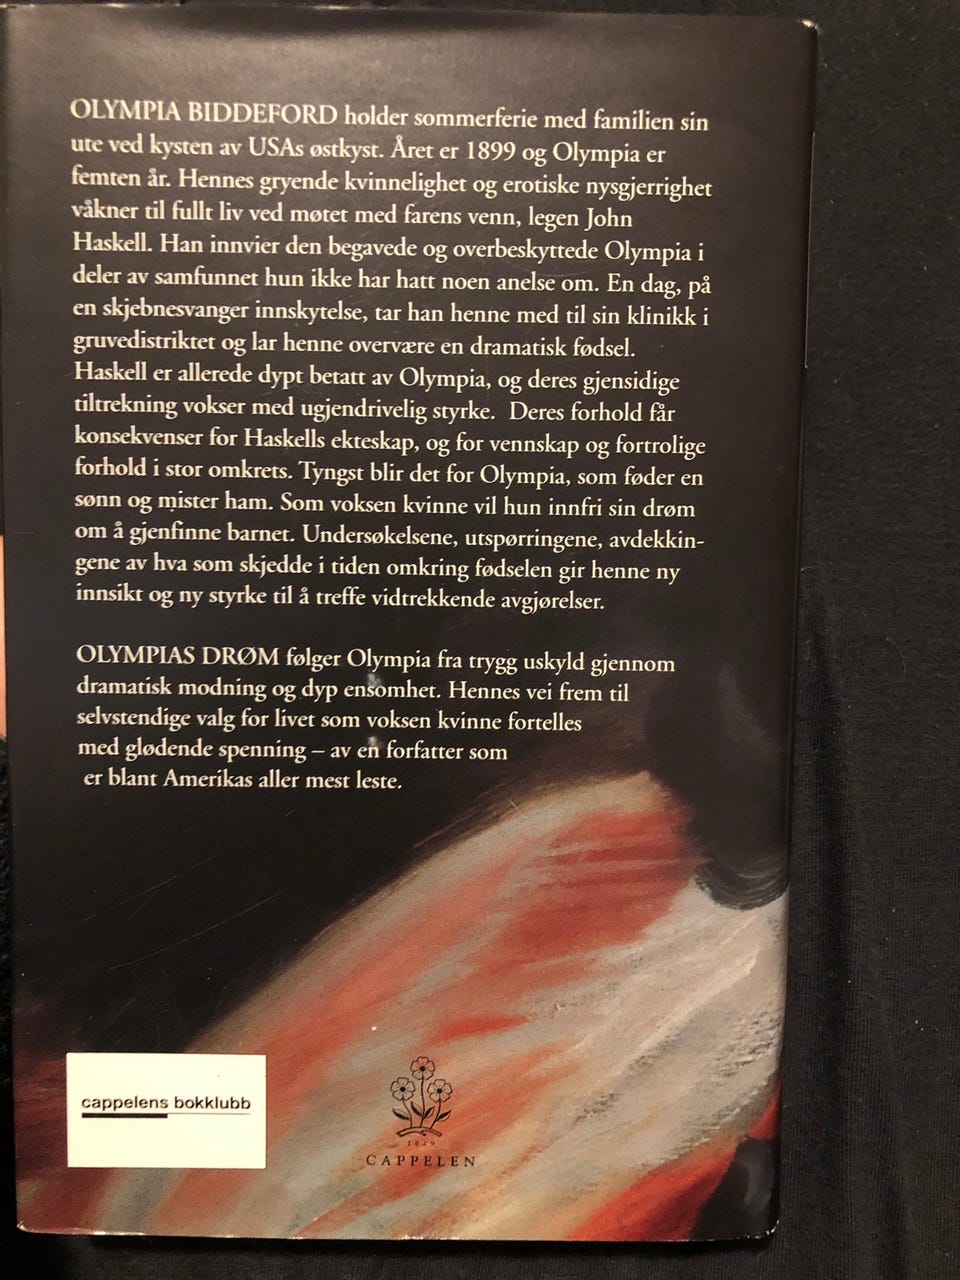 OLYMPIA BIDDEFORD holder sommerferie med familien sin
ute ved kysten av USAs østkyst. Året er 1899 og Olympia er
femten år. Hennes gryende kvinnelighet og erotiske nysgjerrighet
våkner til fullt liv ved møtet med farens venn, legen John
Haskell. Han innvier den begavede og overbeskyttede Olympia i
deler av samfunnet hun ikke har hatt noen anelse om. En dag, på
en skjebnesvanger innskytelse, tar han henne med til sin klinikk i
gruvedistriktet og lar henne overvære en dramatisk fødsel.
Haskell er allerede dypt betatt av Olympia, og deres gjensidige
tiltrekning vokser med ugjendrivelig styrke. Deres forhold får
konsekvenser for Haskells ekteskap, og for vennskap og fortrolige
forhold i stor omkrets. Tyngst blir det for Olympia, som føder en
sønn og mister ham. Som voksen kvinne vil hun innfri sin drøm
om å gjenfinne barnet. Undersøkelsene, utspørringene, avdekkin-
gene av hva som skjedde i tiden omkring fødselen gir henne ny
innsikt og ny styrke til å treffe vidtrekkende avgjørelser.
OLYMPIAS DRØM følger Olympia fra trygg uskyld gjennom
dramatisk modning og dyp ensomhet. Hennes vei frem til
selvstendige valg for livet som voksen kvinne fortelles
med glødende spenning – av en forfatter som
er blant Amerikas aller mest leste.
cappelens bokklubb
1829
CAPPELEN